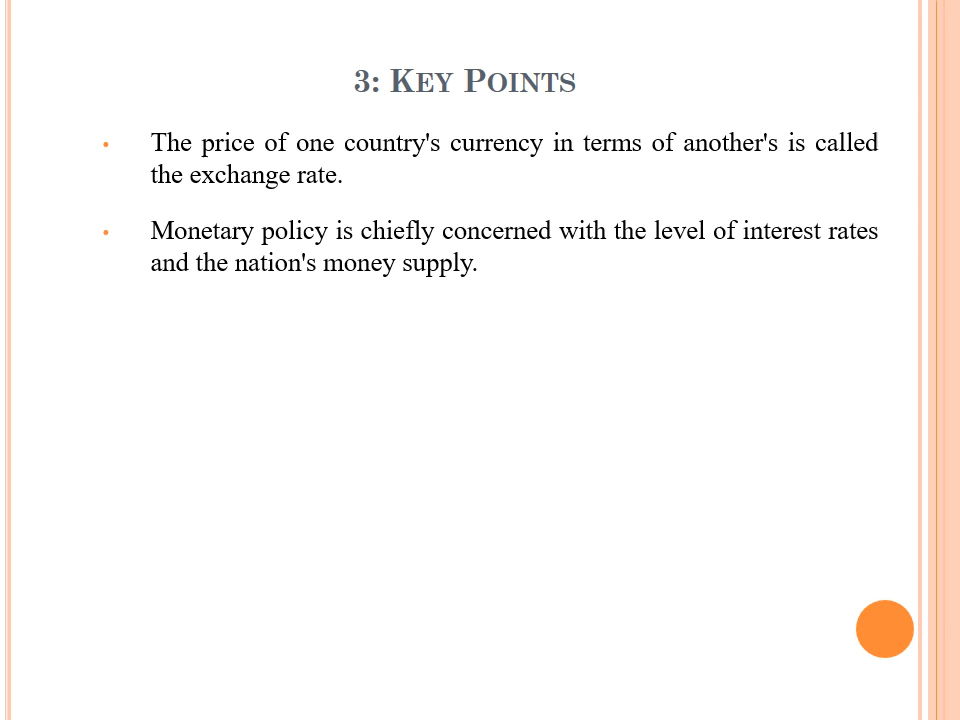 3: KEY POINTS
• The price of one country's currency in terms of another's is called
the exchange rate.
• Monetary policy is chiefly concerned with the level of interest rates
and the nation's money supply.